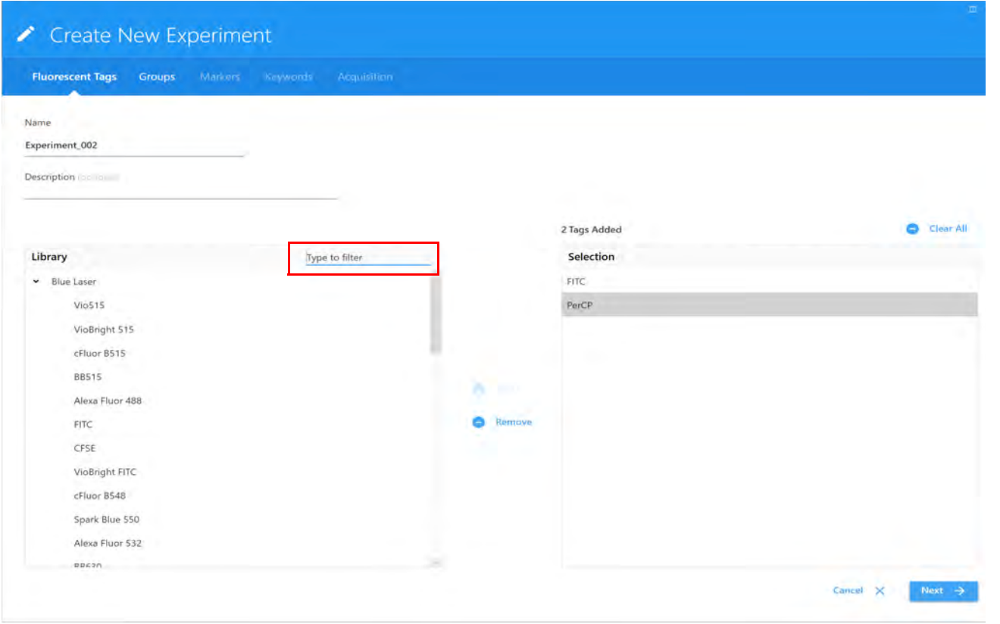 Create New Experiment
Fluorescent Tags Groups Markers Keywords Acquisition
Name
Experiment_002
Description (optional)
2 Tags Added
Clear All
Library
Type to filter
Selection
Blue Laser
FITC
Vio515
PerCP
VioBright 515
cFluor B515
BB515
Alexa Fluor 488
FITC
Remove
CFSE
VioBright FITC
cFluor B548
Spark Blue 550
Alexa Fluor 532
Cancel
Next